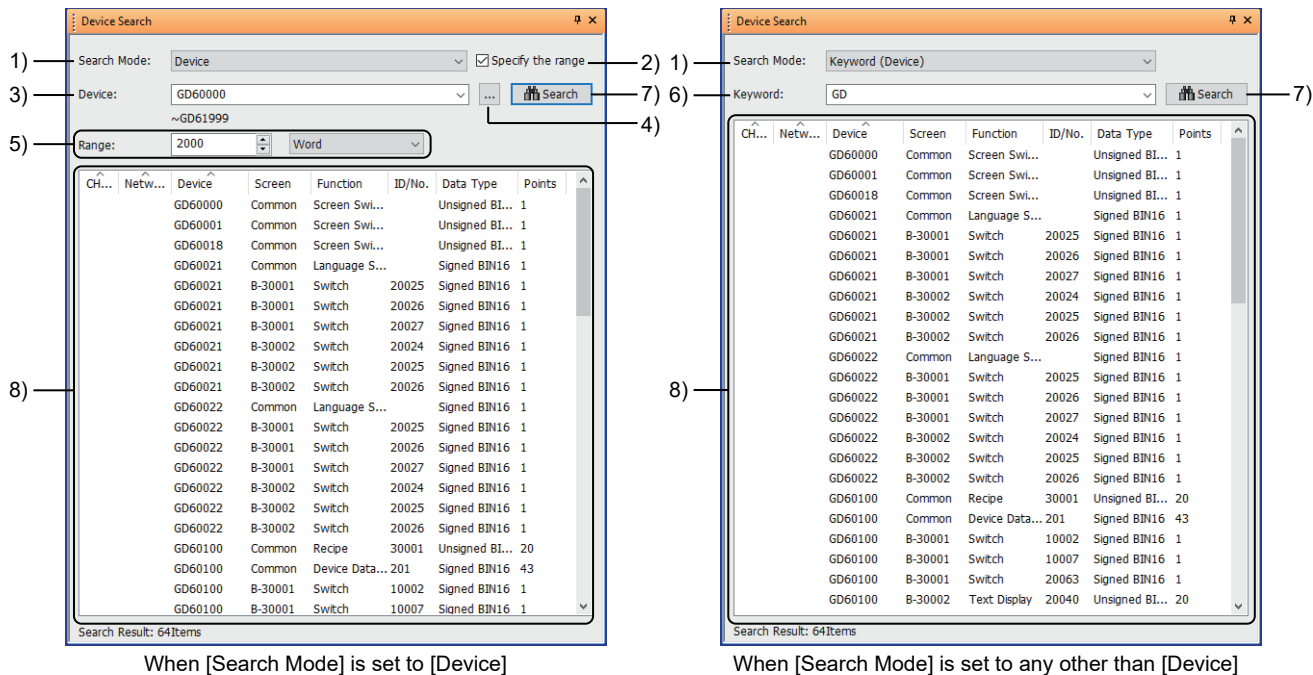 Device Search
1) Search Mode: Device Specify the range 2)
3) Device: GD60000 ... Search 7)
~GD61999 4)
5) Range: 2000 Word
CH... Netw... Device Screen Function ID/No. Data Type Points
GD60000 Common Screen Swi... Unsigned BI... 1
GD60001 Common Screen Swi... Unsigned BI... 1
GD60018 Common Screen Swi... Unsigned BI... 1
GD60021 Common Language S... Signed BIN16 1
GD60021 B-30001 Switch 20025 Signed BIN16 1
GD60021 B-30001 Switch 20026 Signed BIN16 1
GD60021 B-30001 Switch 20027 Signed BIN16 1
GD60021 B-30002 Switch 20024 Signed BIN16 1
GD60021 B-30002 Switch 20025 Signed BIN16 1
8) GD60021 B-30002 Switch 20026 Signed BIN16 1
GD60022 Common Language S... Signed BIN16 1
GD60022 B-30001 Switch 20025 Signed BIN16 1
GD60022 B-30001 Switch 20026 Signed BIN16 1
GD60022 B-30001 Switch 20027 Signed BIN16 1
GD60022 B-30002 Switch 20024 Signed BIN16 1
GD60022 B-30002 Switch 20025 Signed BIN16 1
GD60022 B-30002 Switch 20026 Signed BIN16 1
GD60100 Common Recipe 30001 Unsigned BI... 20
GD60100 Common Device Data... 201 Signed BIN16 43
GD60100 B-30001 Switch 10002 Signed BIN16 1
GD60100 B-30001 Switch 10007 Signed BIN16 1
Search Result: 64Items
When [Search Mode] is set to [Device]
Device Search
1) Search Mode: Keyword (Device)
6) Keyword: GD Search 7)
CH... Netw... Device Screen Function ID/No. Data Type Points
GD60000 Common Screen Swi... Unsigned BI... 1
GD60001 Common Screen Swi... Unsigned BI... 1
GD60018 Common Screen Swi... Unsigned BI... 1
GD60021 Common Language S... Signed BIN16 1
GD60021 B-30001 Switch 20025 Signed BIN16 1
GD60021 B-30001 Switch 20026 Signed BIN16 1
GD60021 B-30001 Switch 20027 Signed BIN16 1
GD60021 B-30002 Switch 20024 Signed BIN16 1
GD60021 B-30002 Switch 20025 Signed BIN16 1
GD60021 B-30002 Switch 20026 Signed BIN16 1
GD60022 Common Language S... Signed BIN16 1
GD60022 B-30001 Switch 20025 Signed BIN16 1
8) GD60022 B-30001 Switch 20026 Signed BIN16 1
GD60022 B-30001 Switch 20027 Signed BIN16 1
GD60022 B-30002 Switch 20024 Signed BIN16 1
GD60022 B-30002 Switch 20025 Signed BIN16 1
GD60022 B-30002 Switch 20026 Signed BIN16 1
GD60100 Common Recipe 30001 Unsigned BI... 20
GD60100 Common Device Data... 201 Signed BIN16 43
GD60100 B-30001 Switch 10002 Signed BIN16 1
GD60100 B-30001 Switch 10007 Signed BIN16 1
GD60100 B-30001 Switch 20063 Signed BIN16 1
GD60100 B-30002 Text Display 20040 Unsigned BI... 20
Search Result: 64Items
When [Search Mode] is set to any other than [Device]